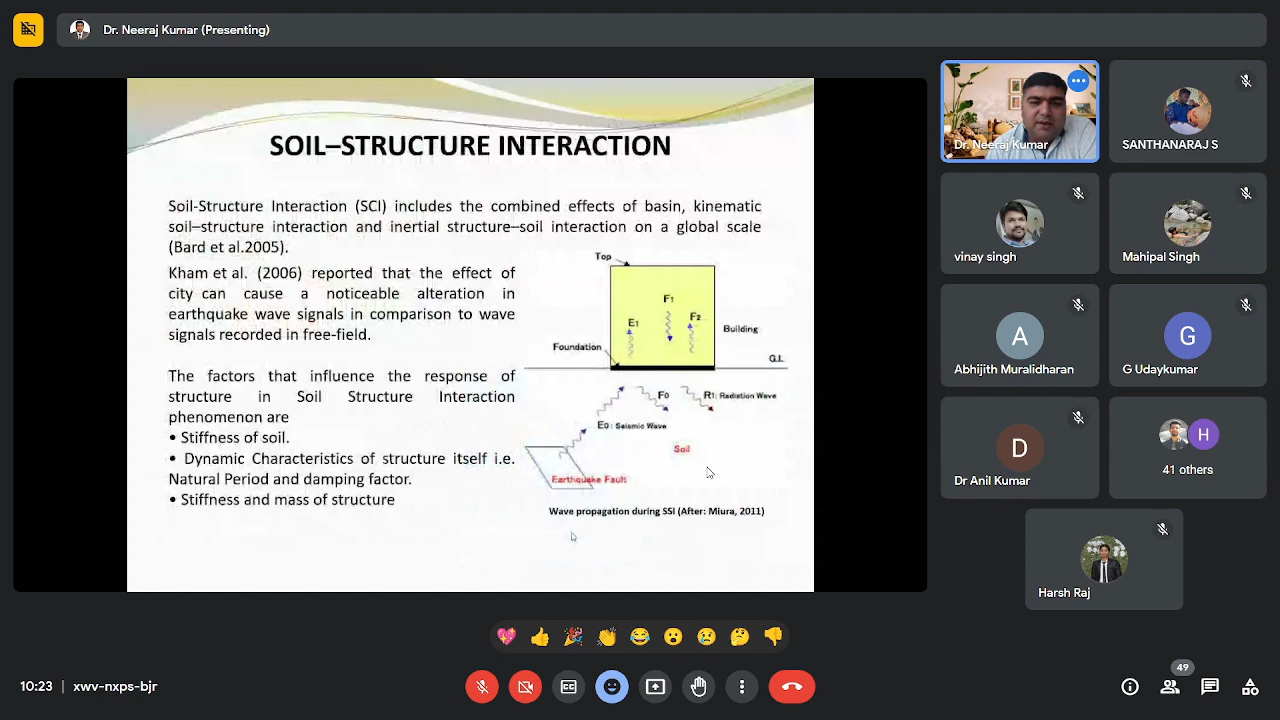 Dr. Neeraj Kumar (Presenting)
SOIL–STRUCTURE INTERACTION
Soil-Structure Interaction (SCI) includes the combined effects of basin, kinematic
soil–structure interaction and inertial structure–soil interaction on a global scale
(Bard et al.2005).
Kham et al. (2006) reported that the effect of
city can cause a noticeable alteration in
earthquake wave signals in comparison to wave
signals recorded in free-field.
The factors that influence the response of
structure in Soil Structure Interaction
phenomenon are
• Stiffness of soil.
• Dynamic Characteristics of structure itself i.e.
Natural Period and damping factor.
• Stiffness and mass of structure
Top
F1
E1
F2
Building
Foundation
G.L
F0
R1: Radiation Wave
E0: Seismic Wave
Soil
Earthquake Fault
Wave propagation during SSI (After: Miura, 2011)
Dr. Neeraj Kumar
SANTHANARAJ S
vinay singh
Mahipal Singh
A
Abhijith Muralidharan
G
G Udaykumar
D
Dr Anil Kumar
H
41 others
Harsh Raj
10:23 | xwv-nxps-bjr
49